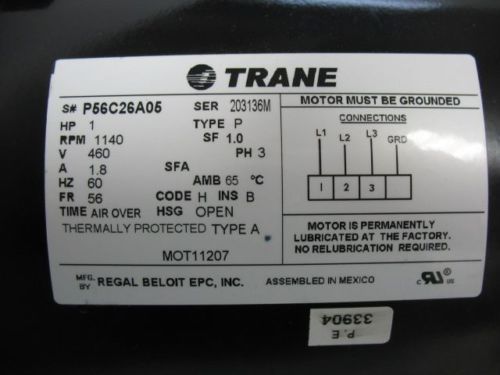 TRANE
S# P56C26A05 SER 203136M
HP 1 TYPE P
RPM 1140 SF 1.0
V 460 PH 3
A 1.8 SFA
HZ 60 AMB 65 °C
FR 56 CODE H INS B
TIME AIR OVER HSG OPEN
THERMALLY PROTECTED TYPE A
MOT11207
MOTOR MUST BE GROUNDED
CONNECTIONS
L1 L2 L3 GRD
1 2 3
MOTOR IS PERMANENTLY
LUBRICATED AT THE FACTORY.
NO RELUBRICATION REQUIRED.
MFG. BY REGAL BELOIT EPC, INC. ASSEMBLED IN MEXICO
c RU US
P.E
33904